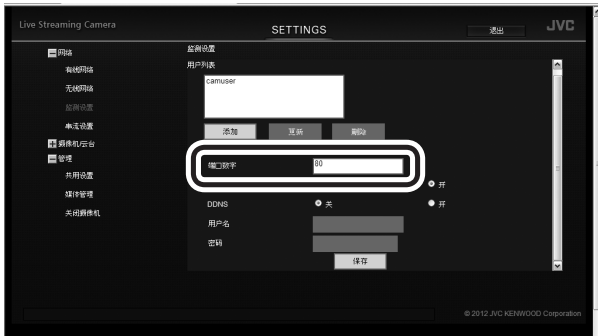 Live Streaming Camera
SETTINGS
退出
JVC
网络
有线网络
无线网络
监测设置
串流设置
摄像机/云台
管理
共用设置
媒体管理
关闭摄像机
监测设置
用户列表
camuser
添加 更新 删除
端口数字 80
开
DDNS 关 开
用户名
密码
保存
© 2012 JVC KENWOOD Corporation